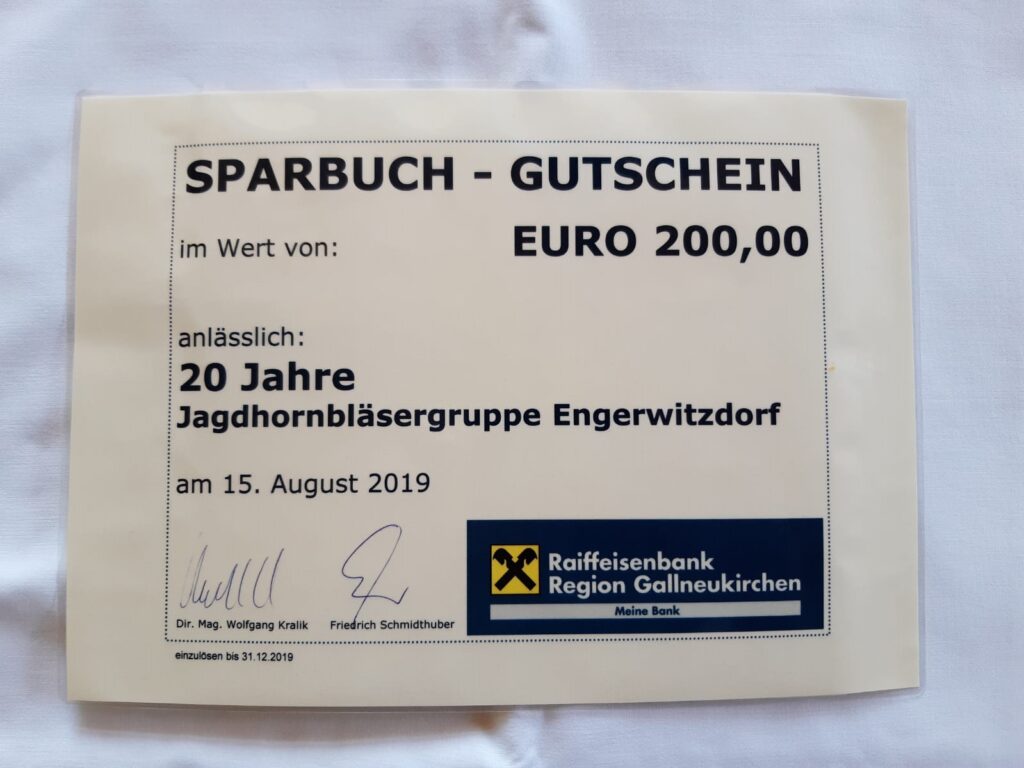 SPARBUCH - GUTSCHEIN
im Wert von: EURO 200,00
anlässlich:
20 Jahre
Jagdhornbläsergruppe Engerwitzdorf
am 15. August 2019
Dir. Mag. Wolfgang Kralik Friedrich Schmidthuber
Raiffeisenbank
Region Gallneukirchen
Meine Bank
einzulösen bis 31.12.2019